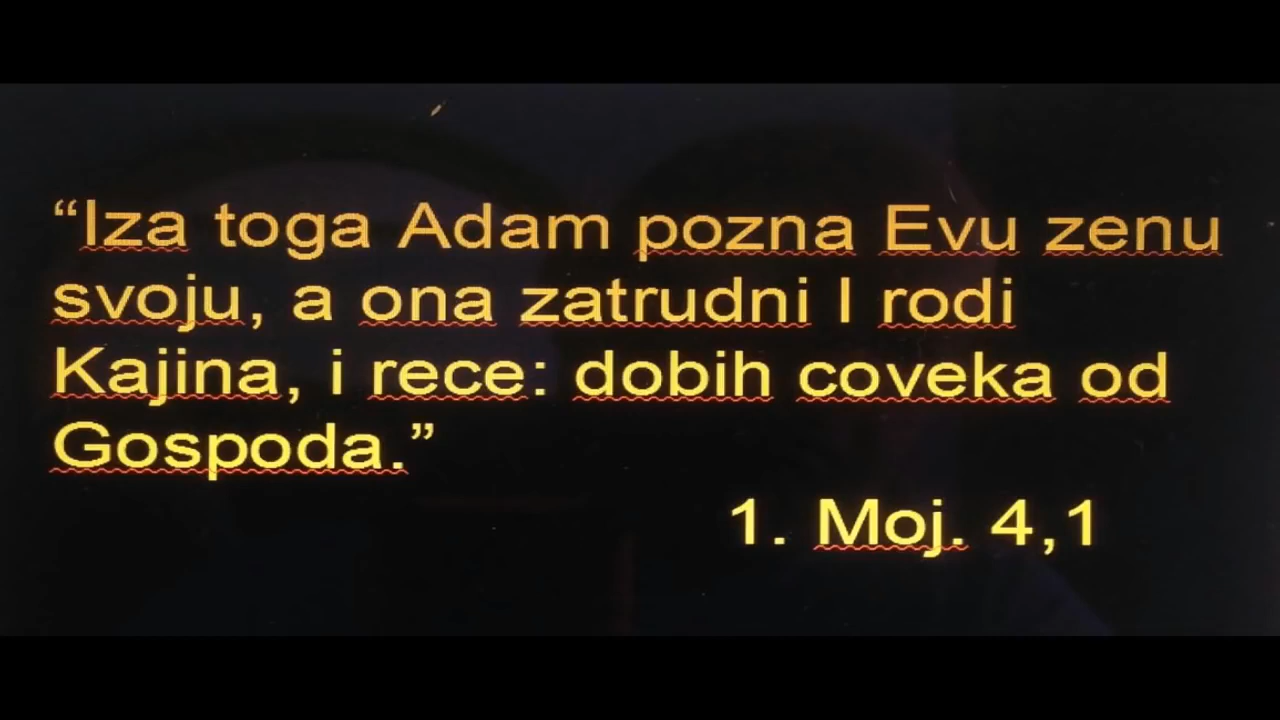 “Iza toga Adam pozna Evu zenu
svoju, a ona zatrudni I rodi
Kajina, i rece: dobih coveka od
Gospoda.”
1. Moj. 4,1